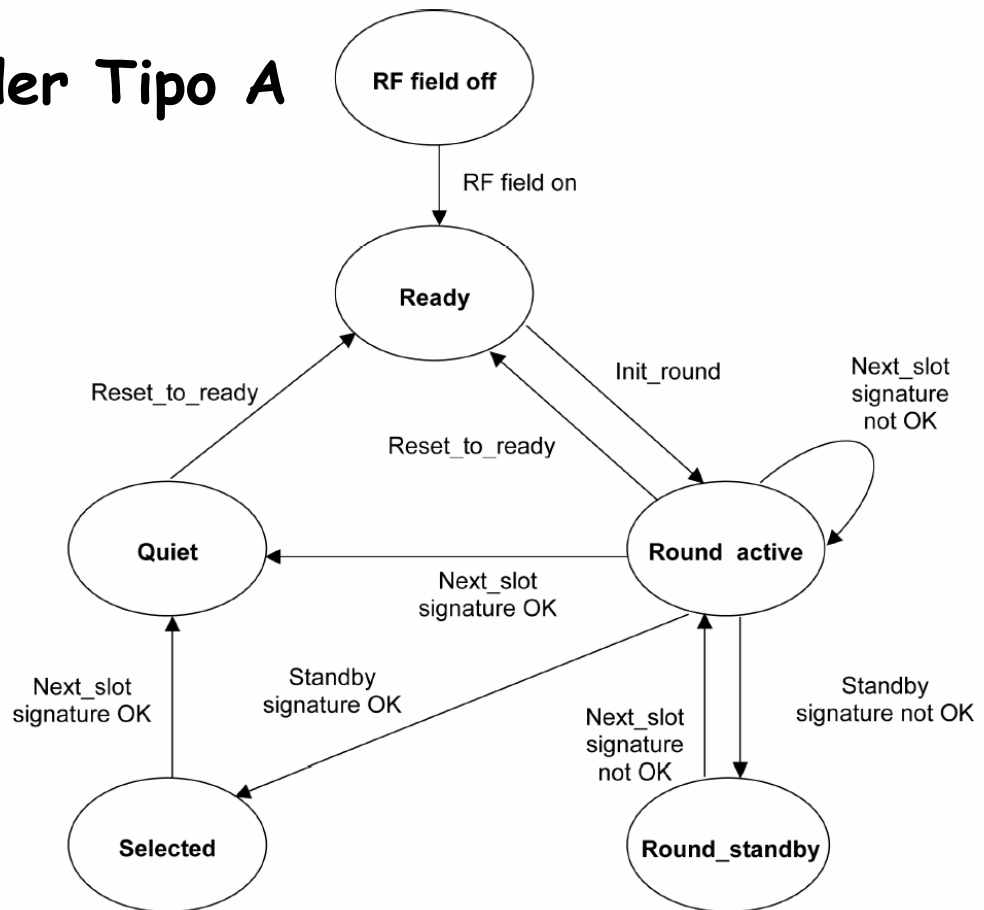 Tipo A
RF field off
RF field on
Ready
Init_round
Next_slot
signature
not OK
Reset_to_ready
Reset_to_ready
Quiet
Round active
Next_slot
signature OK
Next_slot
signature OK
Standby
signature OK
Next_slot
signature
not OK
Standby
signature not OK
Selected
Round_standby